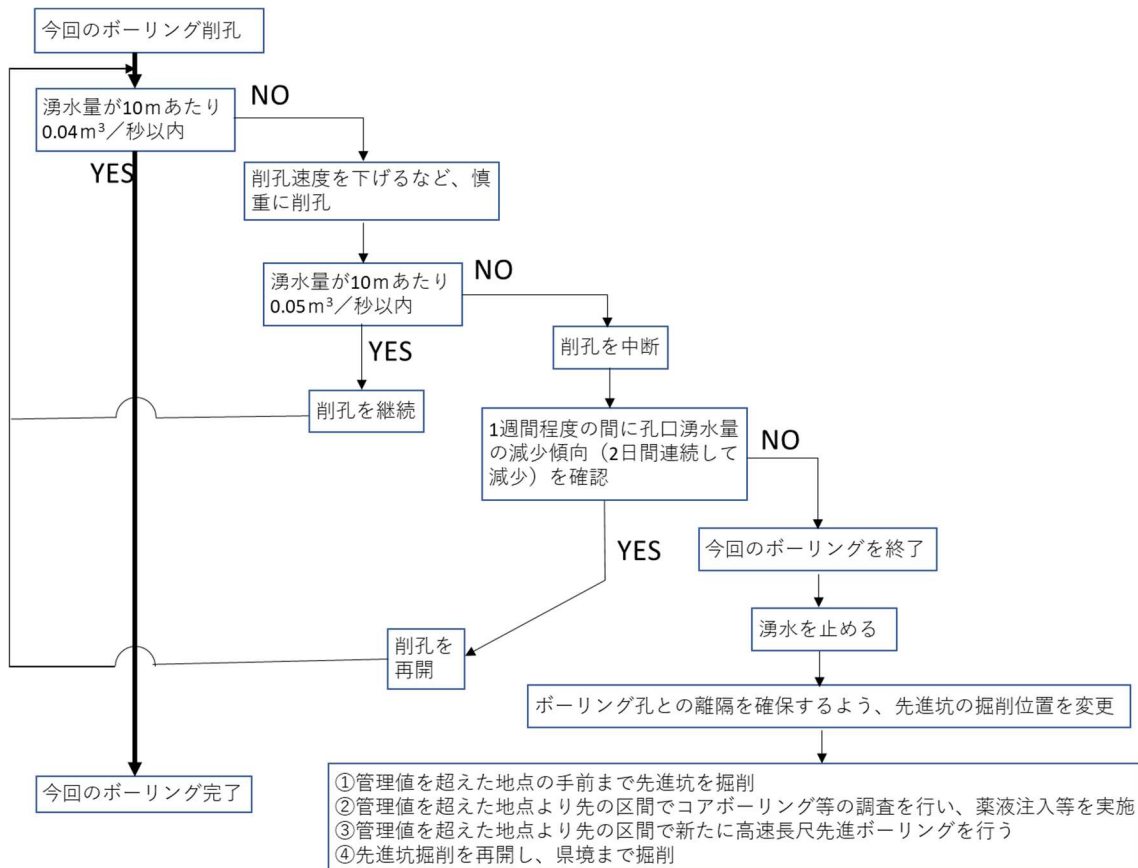 今回のボーリング削孔
湧水量が10ｍあたり
0.04ｍ³／秒以内
NO
YES
削孔速度を下げるなど、慎
重に削孔
湧水量が10ｍあたり
0.05ｍ³／秒以内
NO
YES
削孔を継続
削孔を中断
1週間程度の間に孔口湧水量
の減少傾向（2日間連続して
減少）を確認
NO
YES
削孔を
再開
今回のボーリングを終了
湧水を止める
ボーリング孔との離隔を確保するよう、先進坑の掘削位置を変更
今回のボーリング完了
①管理値を超えた地点の手前まで先進坑を掘削
②管理値を超えた地点より先の区間でコアボーリング等の調査を行い、薬液注入等を実施
③管理値を超えた地点より先の区間で新たに高速長尺先進ボーリングを行う
④先進坑掘削を再開し、県境まで掘削